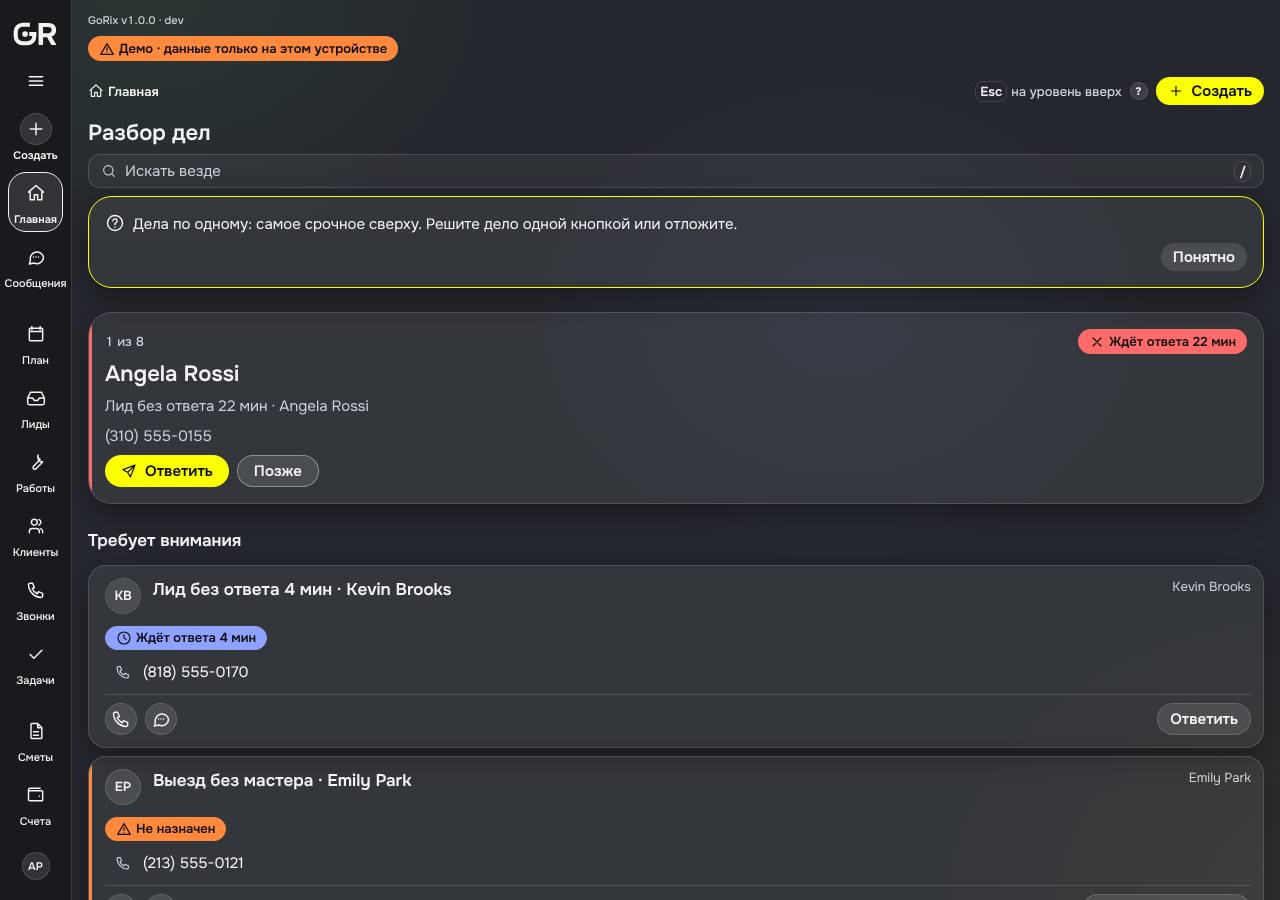 GR
GoRix v1.0.0 · dev
Демо · данные только на этом устройстве
Главная
Esc на уровень вверх ?
Создать
Разбор дел
Искать везде
/
Дела по одному: самое срочное сверху. Решите дело одной кнопкой или отложите.
Понятно
1 из 8
Ждёт ответа 22 мин
Angela Rossi
Лид без ответа 22 мин · Angela Rossi
(310) 555-0155
Ответить
Позже
Требует внимания
KB
Лид без ответа 4 мин · Kevin Brooks
Kevin Brooks
Ждёт ответа 4 мин
(818) 555-0170
Ответить
EP
Выезд без мастера · Emily Park
Emily Park
Не назначен
(213) 555-0121
Создать
Главная
Сообщения
План
Лиды
Работы
Клиенты
Звонки
Задачи
Сметы
Счета
AP